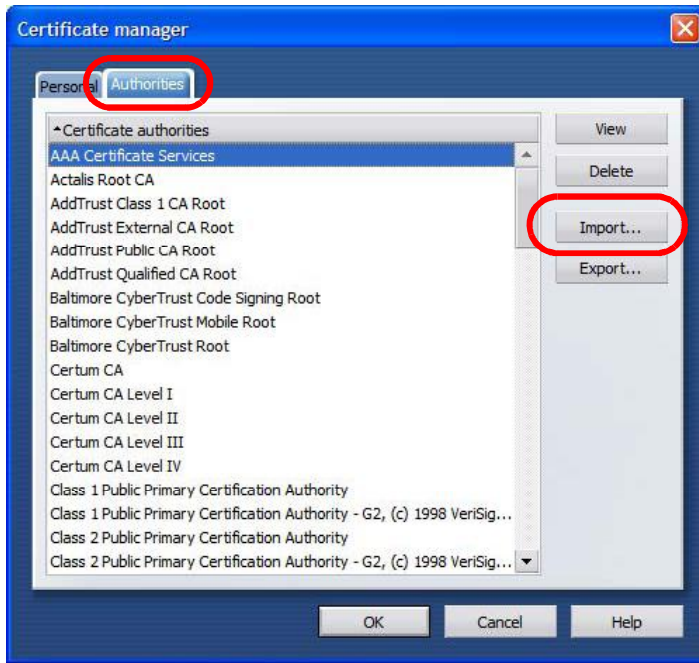 Certificate manager
Personal
Authorities
Certificate authorities
View
AAA Certificate Services
Delete
Actalis Root CA
AddTrust Class 1 CA Root
AddTrust External CA Root
Import...
AddTrust Public CA Root
AddTrust Qualified CA Root
Export...
Baltimore CyberTrust Code Signing Root
Baltimore CyberTrust Mobile Root
Baltimore CyberTrust Root
Certum CA
Certum CA Level I
Certum CA Level II
Certum CA Level III
Certum CA Level IV
Class 1 Public Primary Certification Authority
Class 1 Public Primary Certification Authority - G2, (c) 1998 VeriSig...
Class 2 Public Primary Certification Authority
Class 2 Public Primary Certification Authority - G2, (c) 1998 VeriSig...
OK
Cancel
Help